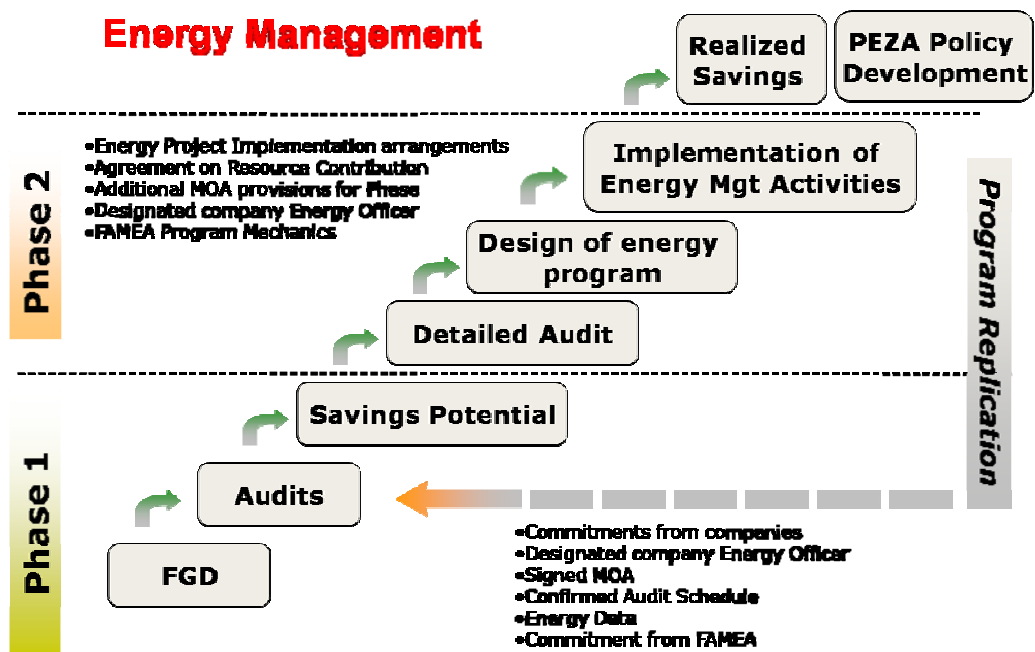 Energy Management
Realized
Savings
PEZA Policy
Development
Phase 2
•Energy Project Implementation arrangements
•Agreement on Resource Contribution
•Additional MOA provisions for Phase
•Designated company Energy Officer
•FAMEA Program Mechanics
Implementation of
Energy Mgt Activities
Design of energy
program
Detailed Audit
Program Replication
Phase 1
Savings Potential
Audits
FGD
•Commitments from companies
•Designated company Energy Officer
•Signed MOA
•Confirmed Audit Schedule
•Energy Data
•Commitment from FAMEA